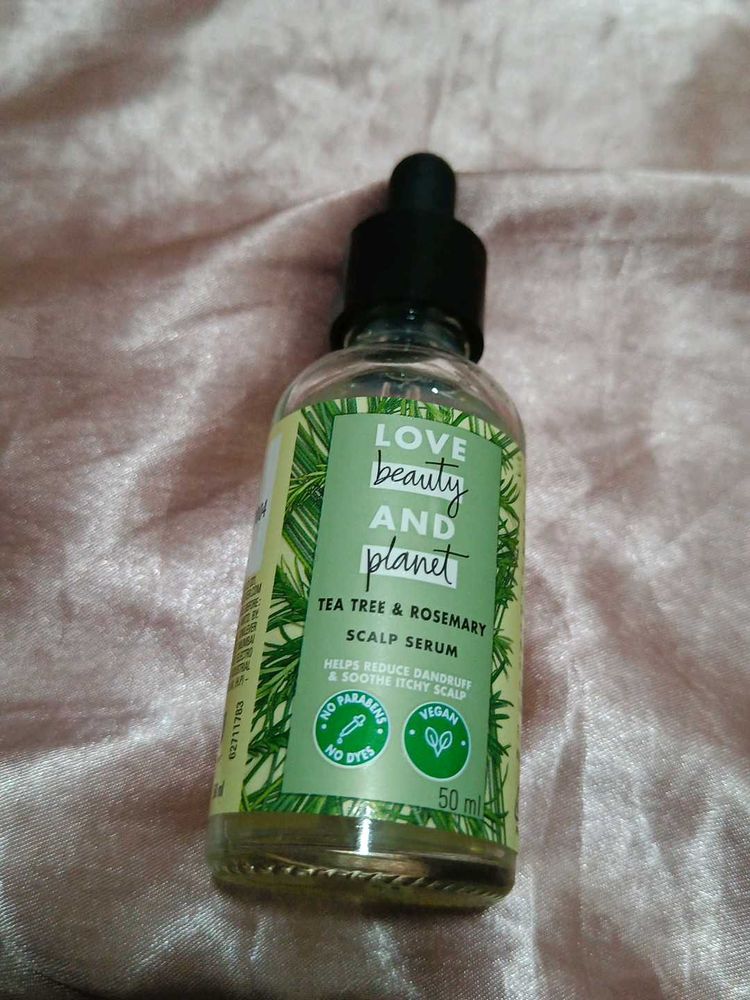 LOVE
beauty
AND
planet
TEA TREE & ROSEMARY
SCALP SERUM
HELPS REDUCE DANDRUFF
& SOOTHE ITCHY SCALP
NO PARABENS
NO DYES
VEGAN
50 ml
62711783